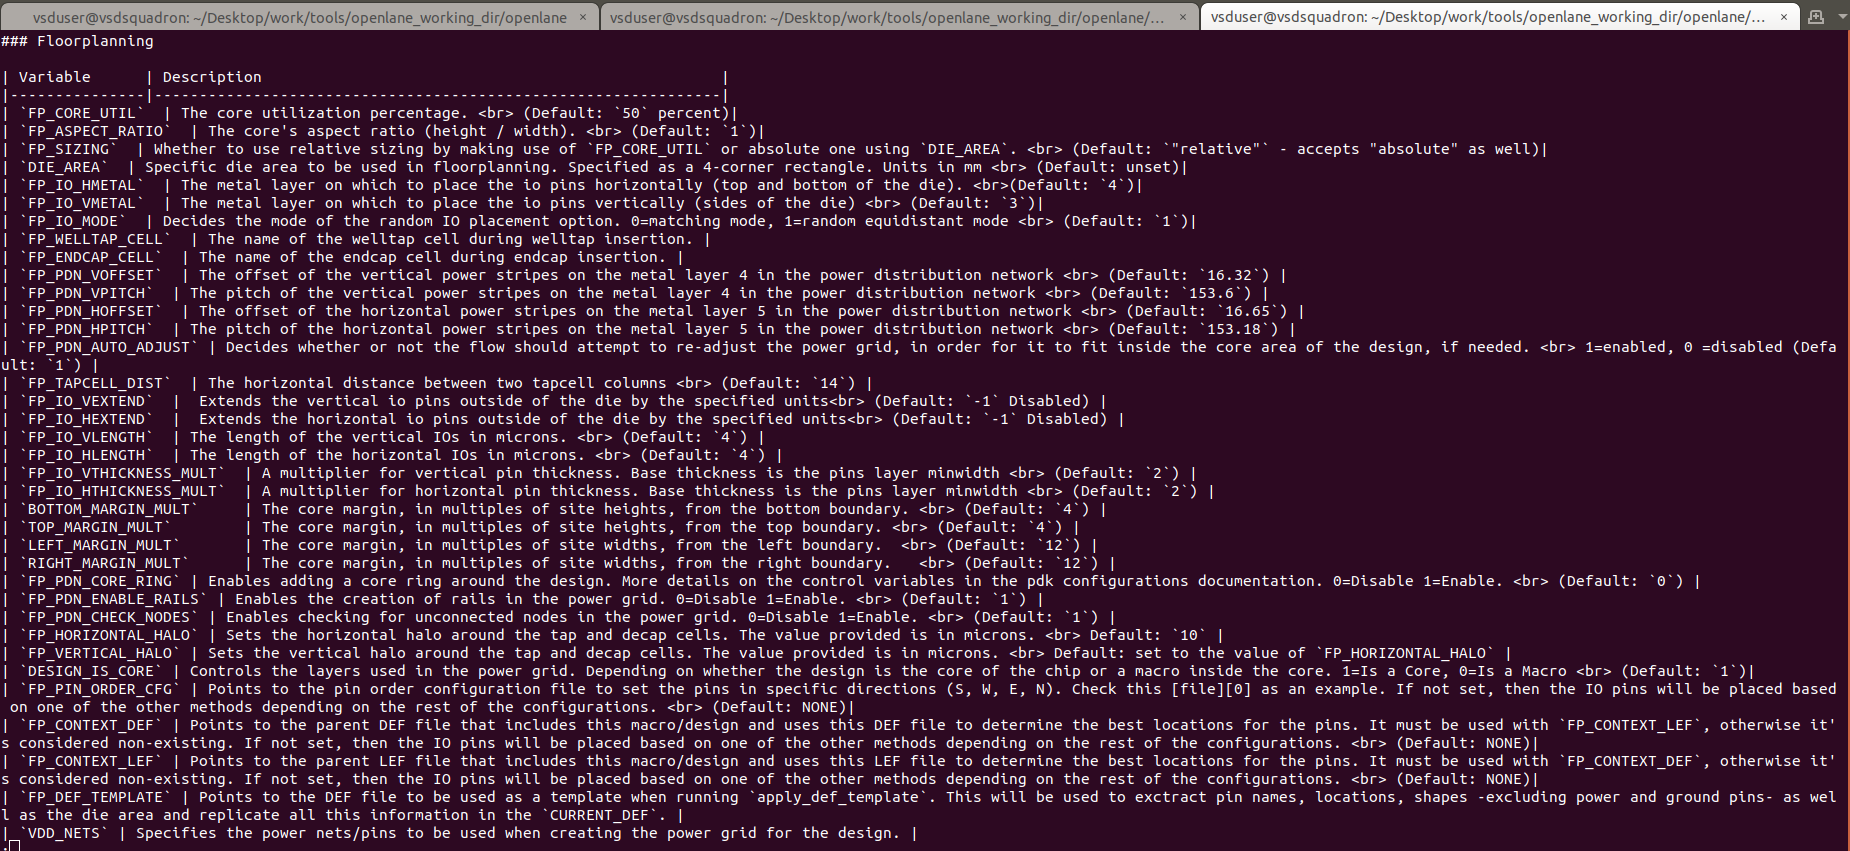 vsduser@vsdsquadron: ~/Desktop/work/tools/openlane_working_dir/openlane × vsduser@vsdsquadron: ~/Desktop/work/tools/openlane_working_dir/openlane/... × vsduser@vsdsquadron: ~/Desktop/work/tools/openlane_working_dir/openlane/... ×
### Floorplanning
| Variable      | Description                                                   |
|---------------|---------------------------------------------------------------|
| `FP_CORE_UTIL`  | The core utilization percentage. <br> (Default: `50` percent)|
| `FP_ASPECT_RATIO`  | The core's aspect ratio (height / width). <br> (Default: `1`)|
| `FP_SIZING`  | Whether to use relative sizing by making use of `FP_CORE_UTIL` or absolute one using `DIE_AREA`. <br> (Default: `"relative"` - accepts "absolute" as well)|
| `DIE_AREA`  | Specific die area to be used in floorplanning. Specified as a 4-corner rectangle. Units in mm <br> (Default: unset)|
| `FP_IO_HMETAL`  | The metal layer on which to place the io pins horizontally (top and bottom of the die). <br>(Default: `4`)|
| `FP_IO_VMETAL`  | The metal layer on which to place the io pins vertically (sides of the die) <br> (Default: `3`)|
| `FP_IO_MODE`  | Decides the mode of the random IO placement option. 0=matching mode, 1=random equidistant mode <br> (Default: `1`)|
| `FP_WELLTAP_CELL`  | The name of the welltap cell during welltap insertion. |
| `FP_ENDCAP_CELL`  | The name of the endcap cell during endcap insertion. |
| `FP_PDN_VOFFSET`  | The offset of the vertical power stripes on the metal layer 4 in the power distribution network <br> (Default: `16.32`) |
| `FP_PDN_VPITCH`  | The pitch of the vertical power stripes on the metal layer 4 in the power distribution network <br> (Default: `153.6`) |
| `FP_PDN_HOFFSET`  | The offset of the horizontal power stripes on the metal layer 5 in the power distribution network <br> (Default: `16.65`) |
| `FP_PDN_HPITCH`  | The pitch of the horizontal power stripes on the metal layer 5 in the power distribution network <br> (Default: `153.18`) |
| `FP_PDN_AUTO_ADJUST` | Decides whether or not the flow should attempt to re-adjust the power grid, in order for it to fit inside the core area of the design, if needed. <br> 1=enabled, 0 =disabled (Defa
ult: `1`) |
| `FP_TAPCELL_DIST`  | The horizontal distance between two tapcell columns <br> (Default: `14`) |
| `FP_IO_VEXTEND`  |  Extends the vertical io pins outside of the die by the specified units<br> (Default: `-1` Disabled) |
| `FP_IO_HEXTEND`  |  Extends the horizontal io pins outside of the die by the specified units<br> (Default: `-1` Disabled) |
| `FP_IO_VLENGTH`  | The length of the vertical IOs in microns. <br> (Default: `4`) |
| `FP_IO_HLENGTH`  | The length of the horizontal IOs in microns. <br> (Default: `4`) |
| `FP_IO_VTHICKNESS_MULT`  | A multiplier for vertical pin thickness. Base thickness is the pins layer minwidth <br> (Default: `2`) |
| `FP_IO_HTHICKNESS_MULT`  | A multiplier for horizontal pin thickness. Base thickness is the pins layer minwidth <br> (Default: `2`) |
| `BOTTOM_MARGIN_MULT`     | The core margin, in multiples of site heights, from the bottom boundary. <br> (Default: `4`) |
| `TOP_MARGIN_MULT`        | The core margin, in multiples of site heights, from the top boundary. <br> (Default: `4`) |
| `LEFT_MARGIN_MULT`       | The core margin, in multiples of site widths, from the left boundary.  <br> (Default: `12`) |
| `RIGHT_MARGIN_MULT`      | The core margin, in multiples of site widths, from the right boundary.   <br> (Default: `12`) |
| `FP_PDN_CORE_RING` | Enables adding a core ring around the design. More details on the control variables in the pdk configurations documentation. 0=Disable 1=Enable. <br> (Default: `0`) |
| `FP_PDN_ENABLE_RAILS` | Enables the creation of rails in the power grid. 0=Disable 1=Enable. <br> (Default: `1`) |
| `FP_PDN_CHECK_NODES` | Enables checking for unconnected nodes in the power grid. 0=Disable 1=Enable. <br> (Default: `1`) |
| `FP_HORIZONTAL_HALO` | Sets the horizontal halo around the tap and decap cells. The value provided is in microns. <br> Default: `10` |
| `FP_VERTICAL_HALO` | Sets the vertical halo around the tap and decap cells. The value provided is in microns. <br> Default: set to the value of `FP_HORIZONTAL_HALO` |
| `DESIGN_IS_CORE` | Controls the layers used in the power grid. Depending on whether the design is the core of the chip or a macro inside the core. 1=Is a Core, 0=Is a Macro <br> (Default: `1`)|
| `FP_PIN_ORDER_CFG` | Points to the pin order configuration file to set the pins in specific directions (S, W, E, N). Check this [file][0] as an example. If not set, then the IO pins will be placed based
 on one of the other methods depending on the rest of the configurations. <br> (Default: NONE)|
| `FP_CONTEXT_DEF` | Points to the parent DEF file that includes this macro/design and uses this DEF file to determine the best locations for the pins. It must be used with `FP_CONTEXT_LEF`, otherwise it'
s considered non-existing. If not set, then the IO pins will be placed based on one of the other methods depending on the rest of the configurations. <br> (Default: NONE)|
| `FP_CONTEXT_LEF` | Points to the parent LEF file that includes this macro/design and uses this LEF file to determine the best locations for the pins. It must be used with `FP_CONTEXT_DEF`, otherwise it'
s considered non-existing. If not set, then the IO pins will be placed based on one of the other methods depending on the rest of the configurations. <br> (Default: NONE)|
| `FP_DEF_TEMPLATE` | Points to the DEF file to be used as a template when running `apply_def_template`. This will be used to exctract pin names, locations, shapes -excluding power and ground pins- as wel
l as the die area and replicate all this information in the `CURRENT_DEF`. |
| `VDD_NETS` | Specifies the power nets/pins to be used when creating the power grid for the design. |
: